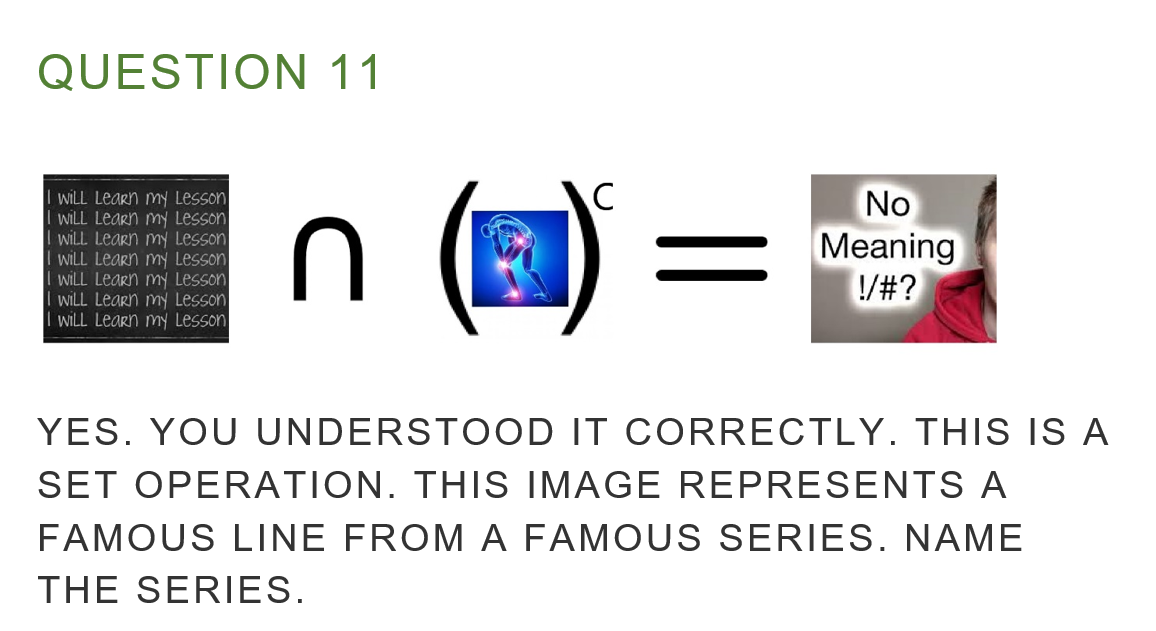 QUESTION 11
I WiLL LeaRn my Lesson
I WiLL LeaRn my Lesson
I WiLL LeaRn my Lesson
I WiLL LeaRn my Lesson
I WiLL LeaRn my Lesson
I WiLL LeaRn my Lesson
I WiLL LeaRn my Lesson
∩ ( )C =
No
Meaning
!/#?
YES. YOU UNDERSTOOD IT CORRECTLY. THIS IS A
SET OPERATION. THIS IMAGE REPRESENTS A
FAMOUS LINE FROM A FAMOUS SERIES. NAME
THE SERIES.